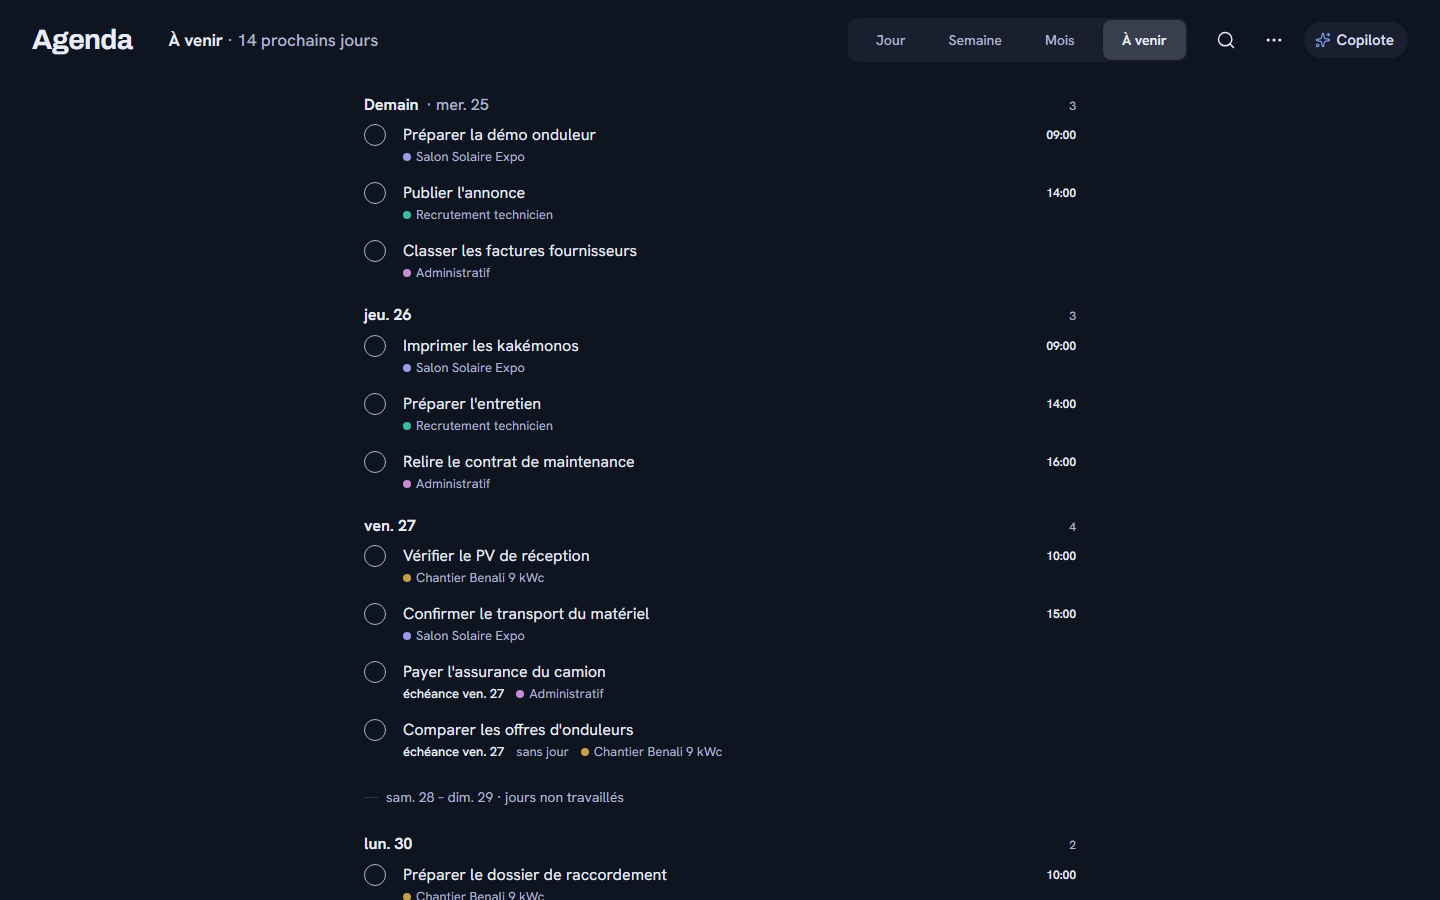 Agenda
À venir · 14 prochains jours
Jour
Semaine
Mois
À venir
Copilote
Demain · mer. 25
3
Préparer la démo onduleur
09:00
Salon Solaire Expo
Publier l'annonce
14:00
Recrutement technicien
Classer les factures fournisseurs
Administratif
jeu. 26
3
Imprimer les kakémonos
09:00
Salon Solaire Expo
Préparer l'entretien
14:00
Recrutement technicien
Relire le contrat de maintenance
16:00
Administratif
ven. 27
4
Vérifier le PV de réception
10:00
Chantier Benali 9 kWc
Confirmer le transport du matériel
15:00
Salon Solaire Expo
Payer l'assurance du camion
échéance ven. 27 Administratif
Comparer les offres d'onduleurs
échéance ven. 27 sans jour Chantier Benali 9 kWc
sam. 28 – dim. 29 · jours non travaillés
lun. 30
2
Préparer le dossier de raccordement
10:00
Chantier Benali 9 kWc